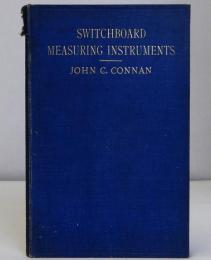 SWITCHBOARD
MEASURING INSTRUMENTS
JOHN C. CONNAN